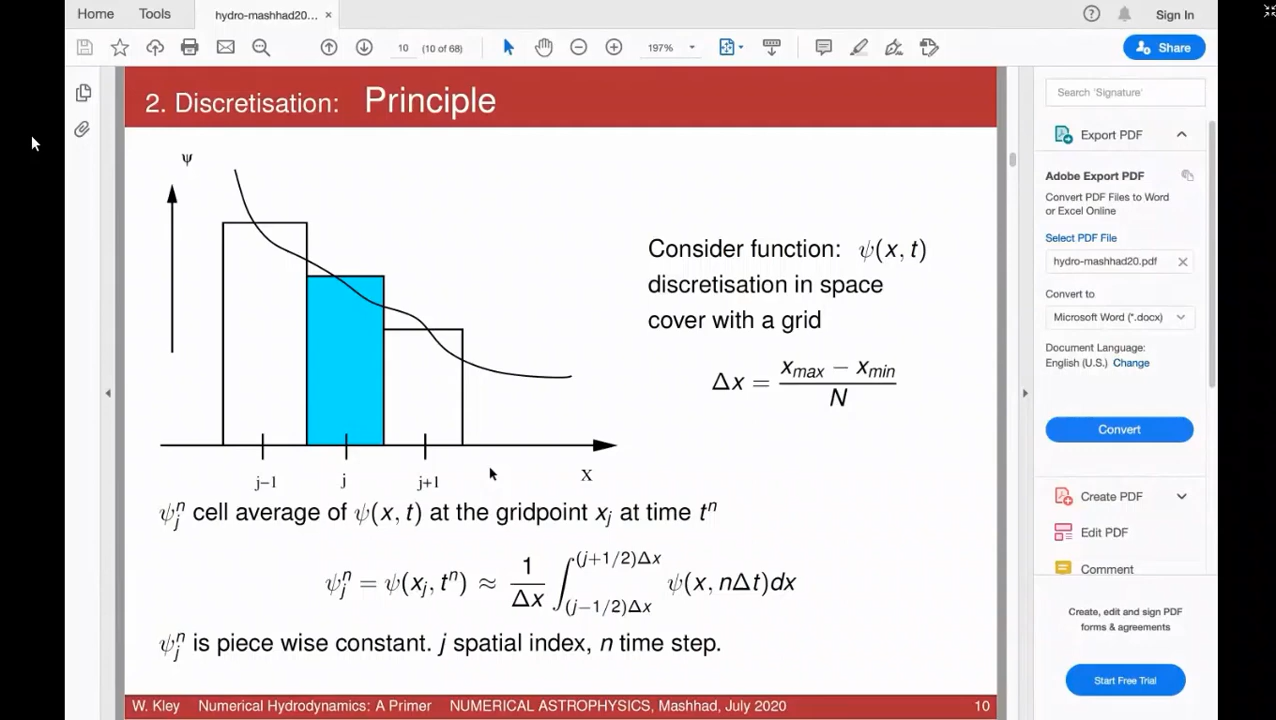 Home
Tools
hydro-mashhad20... ×
Sign In
10 (10 of 68)
197%
Share
2. Discretisation: Principle
ψ
j−1
j
j+1
X
Consider function: ψ(x, t)
discretisation in space
cover with a grid
Δx = (x_max − x_min) / N
ψ_j^n cell average of ψ(x, t) at the gridpoint x_j at time t^n
ψ_j^n = ψ(x_j, t^n) ≈ 1/Δx ∫_{(j−1/2)Δx}^{(j+1/2)Δx} ψ(x, nΔt)dx
ψ_j^n is piece wise constant. j spatial index, n time step.
W. Kley Numerical Hydrodynamics: A Primer NUMERICAL ASTROPHYSICS, Mashhad, July 2020 10
Search 'Signature'
Export PDF
Adobe Export PDF
Convert PDF Files to Word
or Excel Online
Select PDF File
hydro-mashhad20.pdf
Convert to
Microsoft Word (*.docx)
Document Language:
English (U.S.) Change
Convert
Create PDF
Edit PDF
Comment
Create, edit and sign PDF
forms & agreements
Start Free Trial